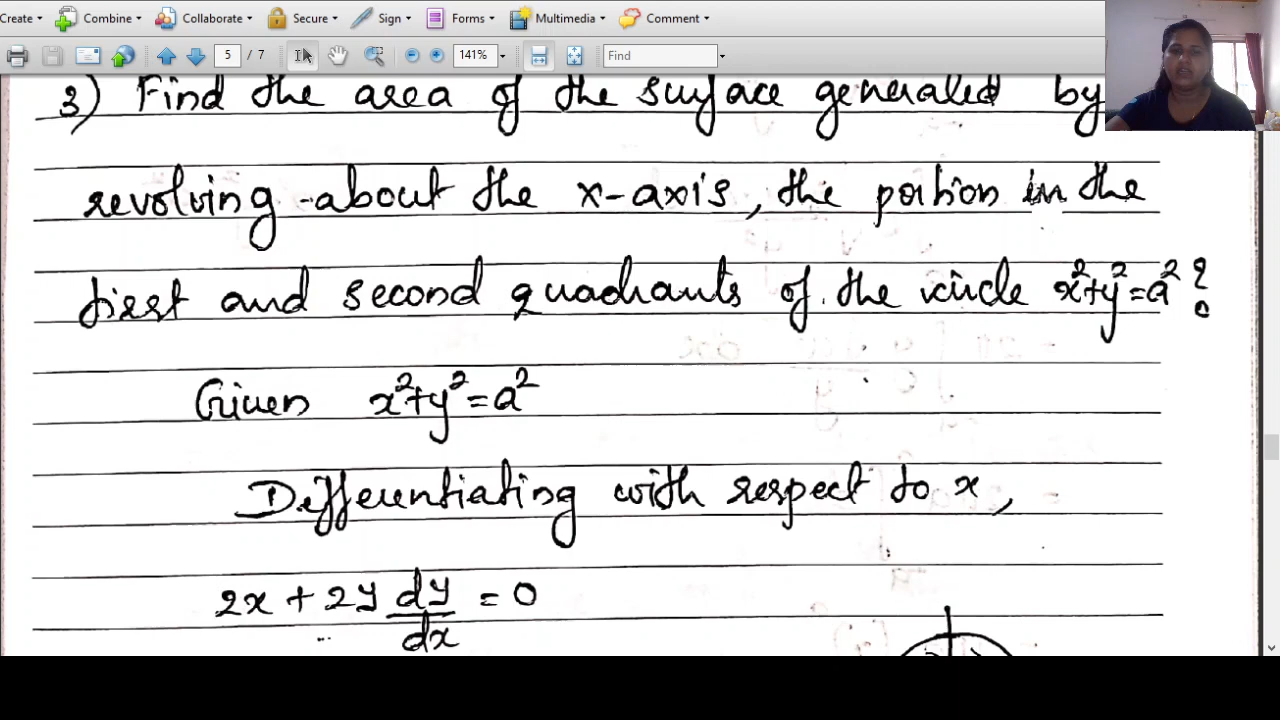 Create Combine Collaborate Secure Sign Forms Multimedia Comment
5 / 7 141% Find
3) Find the area of the surface generated by
revolving about the x-axis, the portion in the
first and second quadrants of the circle x²+y²=a²?
Given x²+y²=a²
Differentiating with respect to x,
2x + 2y dy/dx = 0